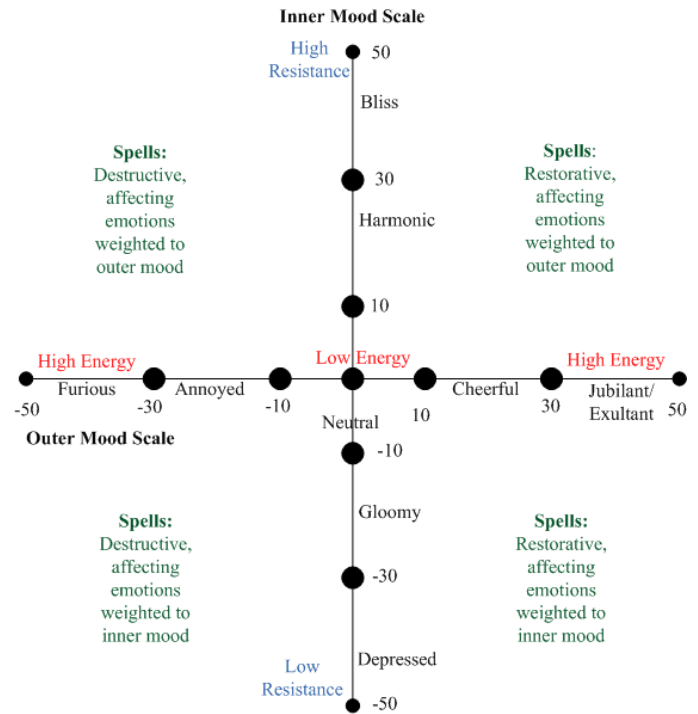 Inner Mood Scale
High
Resistance
50
Bliss
Spells:
Destructive,
affecting
emotions
weighted to
outer mood
Spells:
Restorative,
affecting
emotions
weighted to
outer mood
30
Harmonic
10
High Energy
Low Energy
High Energy
Furious
Annoyed
Cheerful
Jubilant/
Exultant
-50
-30
-10
Neutral
10
30
50
Outer Mood Scale
-10
Gloomy
Spells:
Destructive,
affecting
emotions
weighted to
inner mood
Spells:
Restorative,
affecting
emotions
weighted to
inner mood
-30
Depressed
Low
Resistance
-50